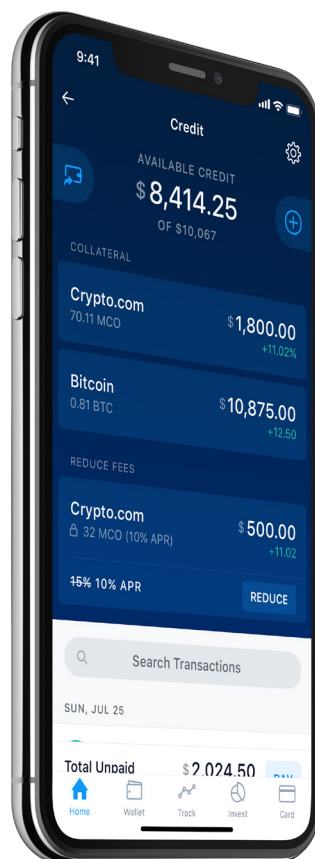 9:41
Credit
AVAILABLE CREDIT
$8,414.25
OF $10,067
COLLATERAL
Crypto.com $1,800.00
70.11 MCO +11.02%
Bitcoin $10,875.00
0.81 BTC +12.50
REDUCE FEES
Crypto.com $500.00
32 MCO (10% APR) +11.02
15% 10% APR REDUCE
Search Transactions
SUN, JUL 25
Total Unpaid $2,024.50 PAY
Home Wallet Track Invest Card